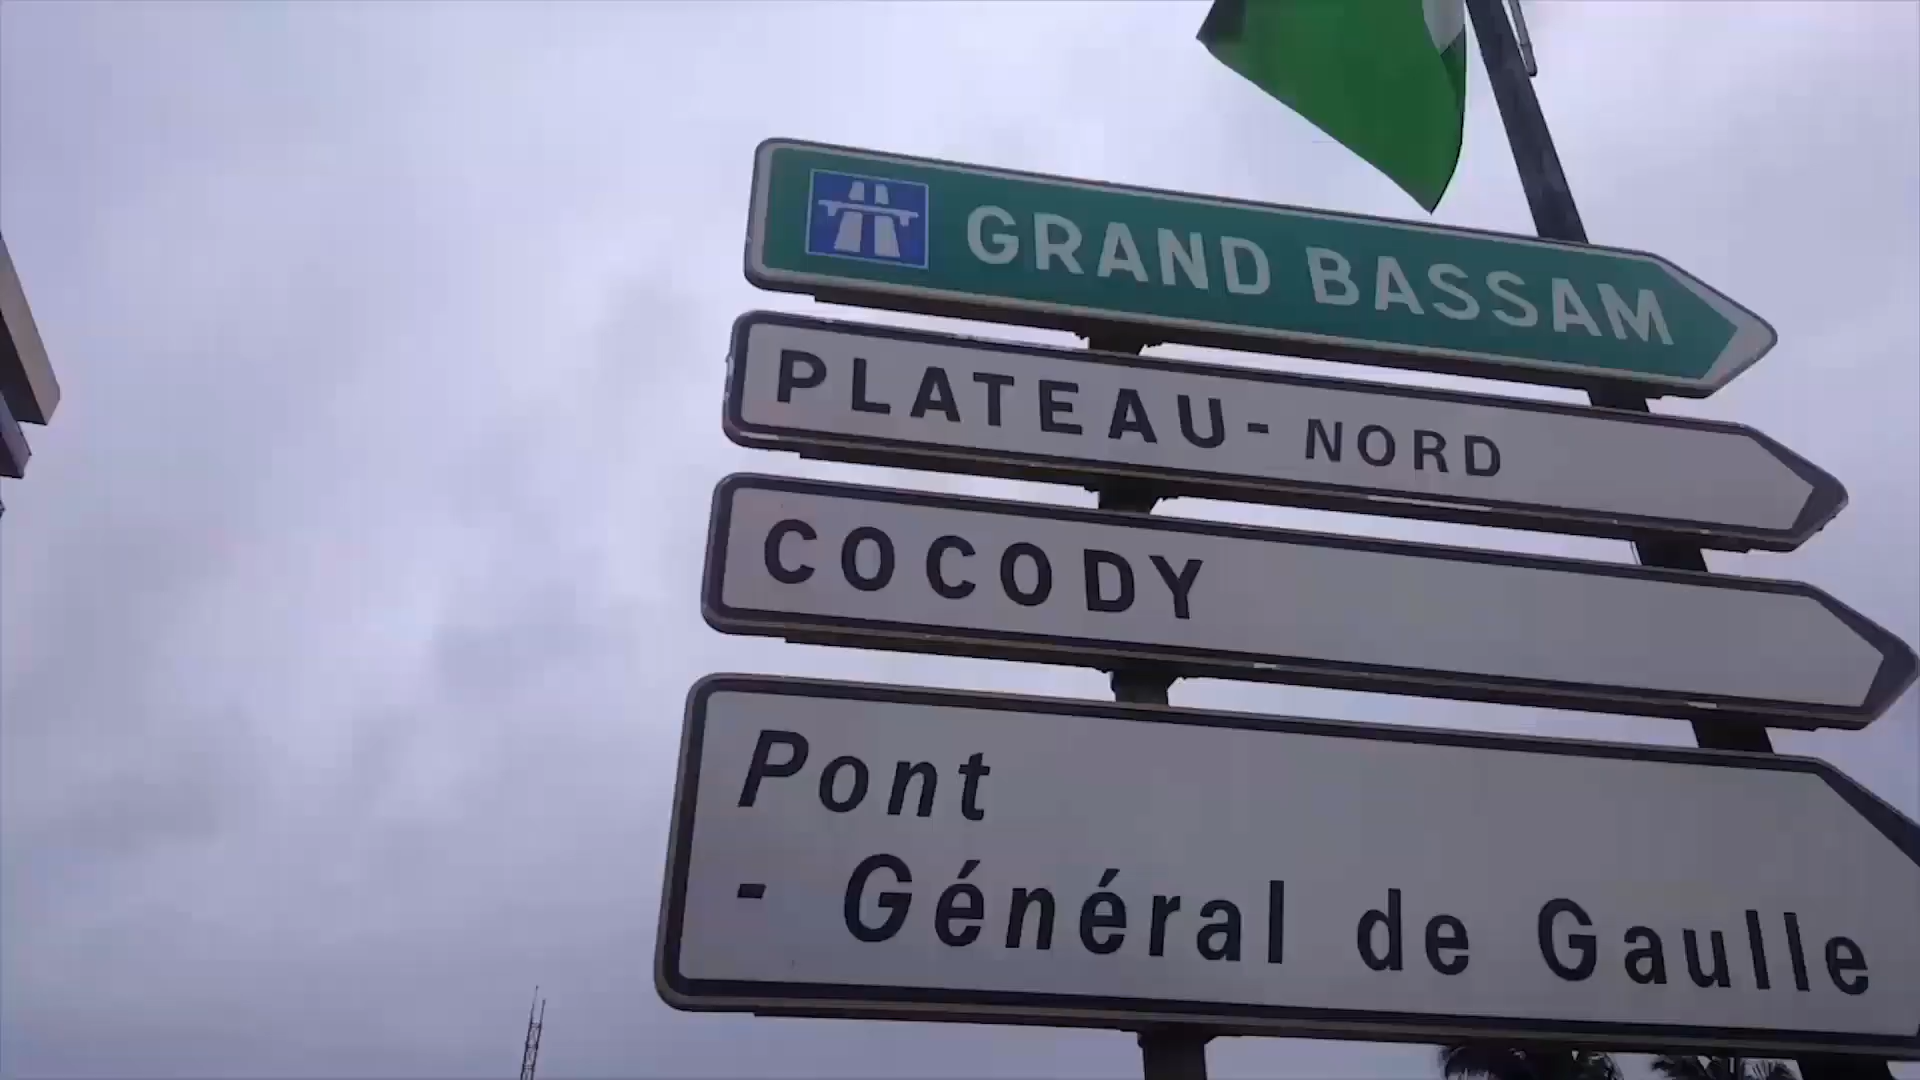 GRAND BASSAM
PLATEAU - NORD
COCODY
Pont
- Général de Gaulle